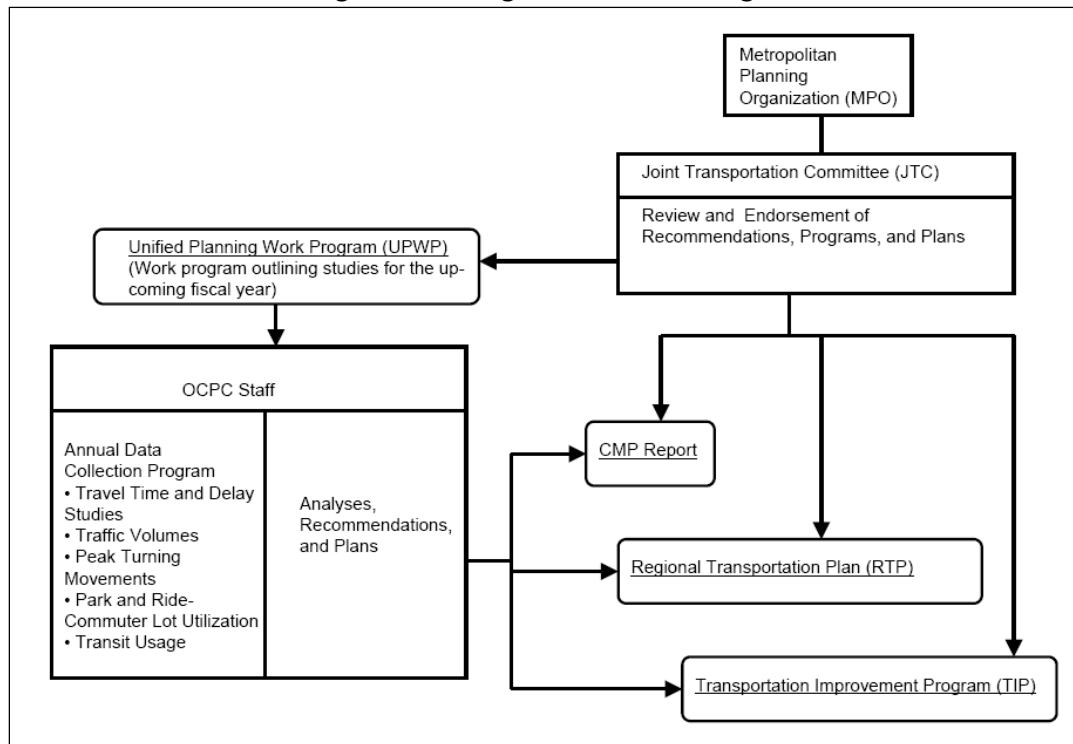 Metropolitan
Planning
Organization (MPO)
Joint Transportation Committee (JTC)
Review and Endorsement of
Recommendations, Programs, and Plans
Unified Planning Work Program (UPWP)
(Work program outlining studies for the up-
coming fiscal year)
OCPC Staff
Annual Data
Collection Program
• Travel Time and Delay
Studies
• Traffic Volumes
• Peak Turning
Movements
• Park and Ride-
Commuter Lot Utilization
• Transit Usage
Analyses,
Recommendations,
and Plans
CMP Report
Regional Transportation Plan (RTP)
Transportation Improvement Program (TIP)